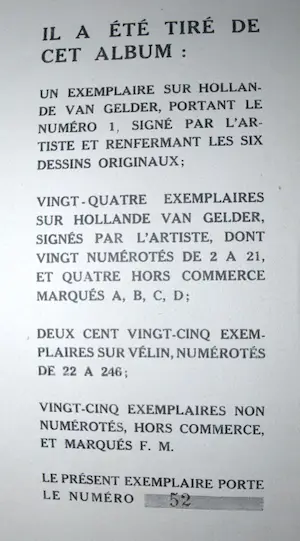 IL A ÉTÉ TIRÉ DE
CET ALBUM :
UN EXEMPLAIRE SUR HOLLAN-
DE VAN GELDER, PORTANT LE
NUMÉRO 1, SIGNÉ PAR L'AR-
TISTE ET RENFERMANT LES SIX
DESSINS ORIGINAUX;
VINGT-QUATRE EXEMPLAIRES
SUR HOLLANDE VAN GELDER,
SIGNÉS PAR L'ARTISTE, DONT
VINGT NUMÉROTÉS DE 2 A 21,
ET QUATRE HORS COMMERCE
MARQUÉS A, B, C, D;
DEUX CENT VINGT-CINQ EXEM-
PLAIRES SUR VÉLIN, NUMÉROTÉS
DE 22 A 246;
VINGT-CINQ EXEMPLAIRES NON
NUMÉROTÉS, HORS COMMERCE,
ET MARQUÉS F. M.
LE PRÉSENT EXEMPLAIRE PORTE
LE NUMÉRO 52